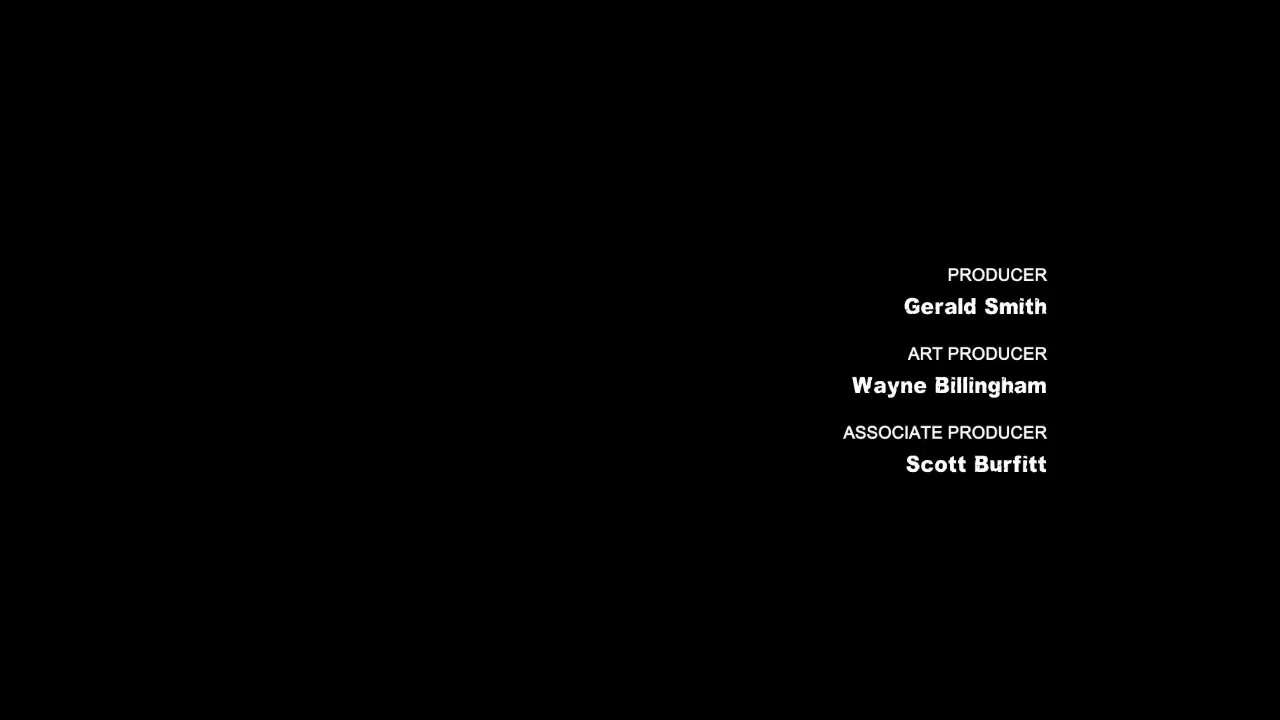 PRODUCER
Gerald Smith
ART PRODUCER
Wayne Billingham
ASSOCIATE PRODUCER
Scott Burfitt